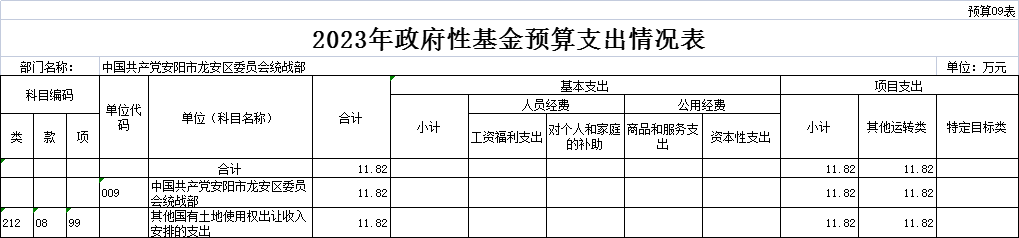 预算09表
2023年政府性基金预算支出情况表
部门名称： 中国共产党安阳市龙安区委员会统战部 单位：万元
科目编码 单位代码 单位（科目名称） 合计 基本支出 项目支出
小计 人员经费 公用经费 小计 其他运转类 特定目标类
类 款 项 工资福利支出 对个人和家庭的补助 商品和服务支出 资本性支出
合计 11.82 11.82 11.82
009 中国共产党安阳市龙安区委员会统战部 11.82 11.82 11.82
212 08 99 其他国有土地使用权出让收入安排的支出 11.82 11.82 11.82